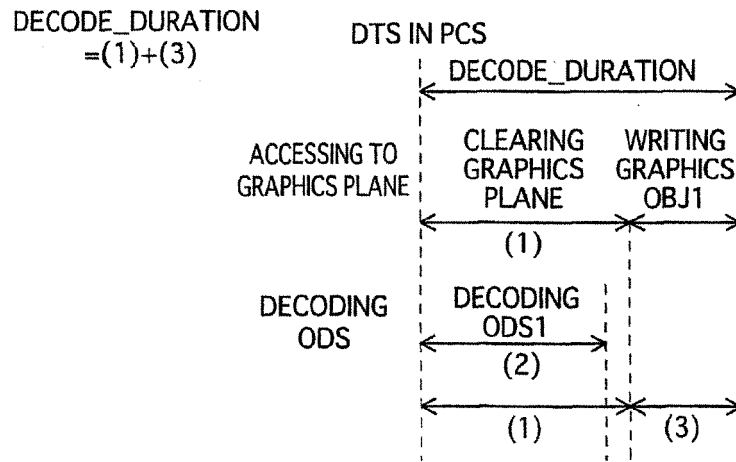 DECODE_DURATION
=(1)+(3)
DTS IN PCS
DECODE_DURATION
ACCESSING TO
GRAPHICS PLANE
CLEARING
GRAPHICS
PLANE
WRITING
GRAPHICS
OBJ1
(1)
DECODING
ODS
DECODING
ODS1
(2)
(1)
(3)